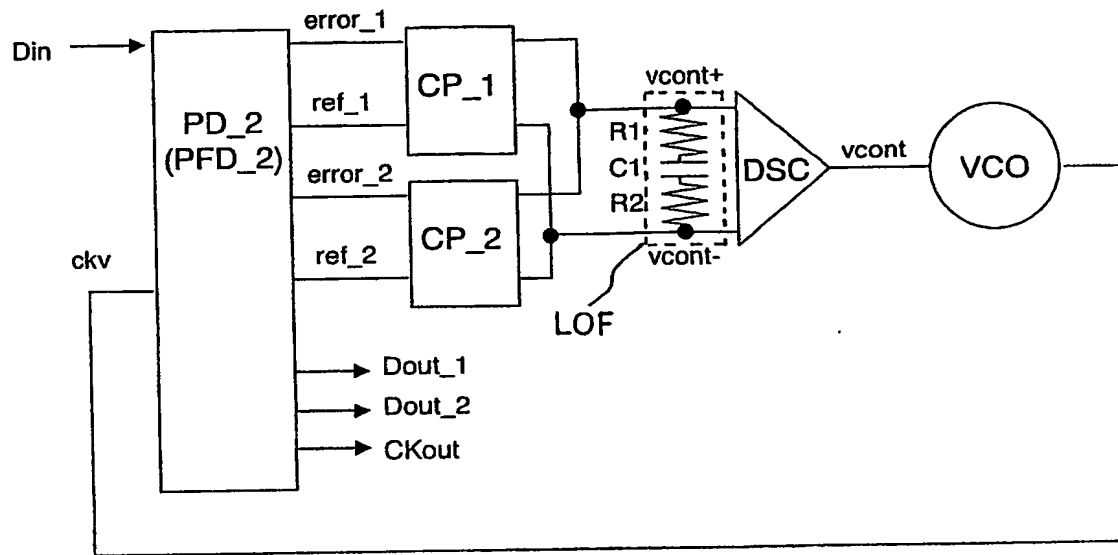 Din
PD_2
(PFD_2)
error_1
ref_1
error_2
ref_2
CP_1
CP_2
vcont+
R1
C1
R2
vcont-
LOF
DSC
vcont
VCO
ckv
Dout_1
Dout_2
CKout